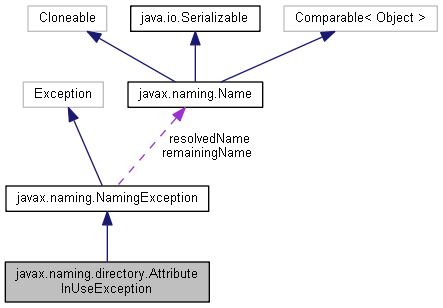 Cloneable
java.io.Serializable
Comparable< Object >
Exception
javax.naming.Name
resolvedName
remainingName
javax.naming.NamingException
javax.naming.directory.Attribute
InUseException